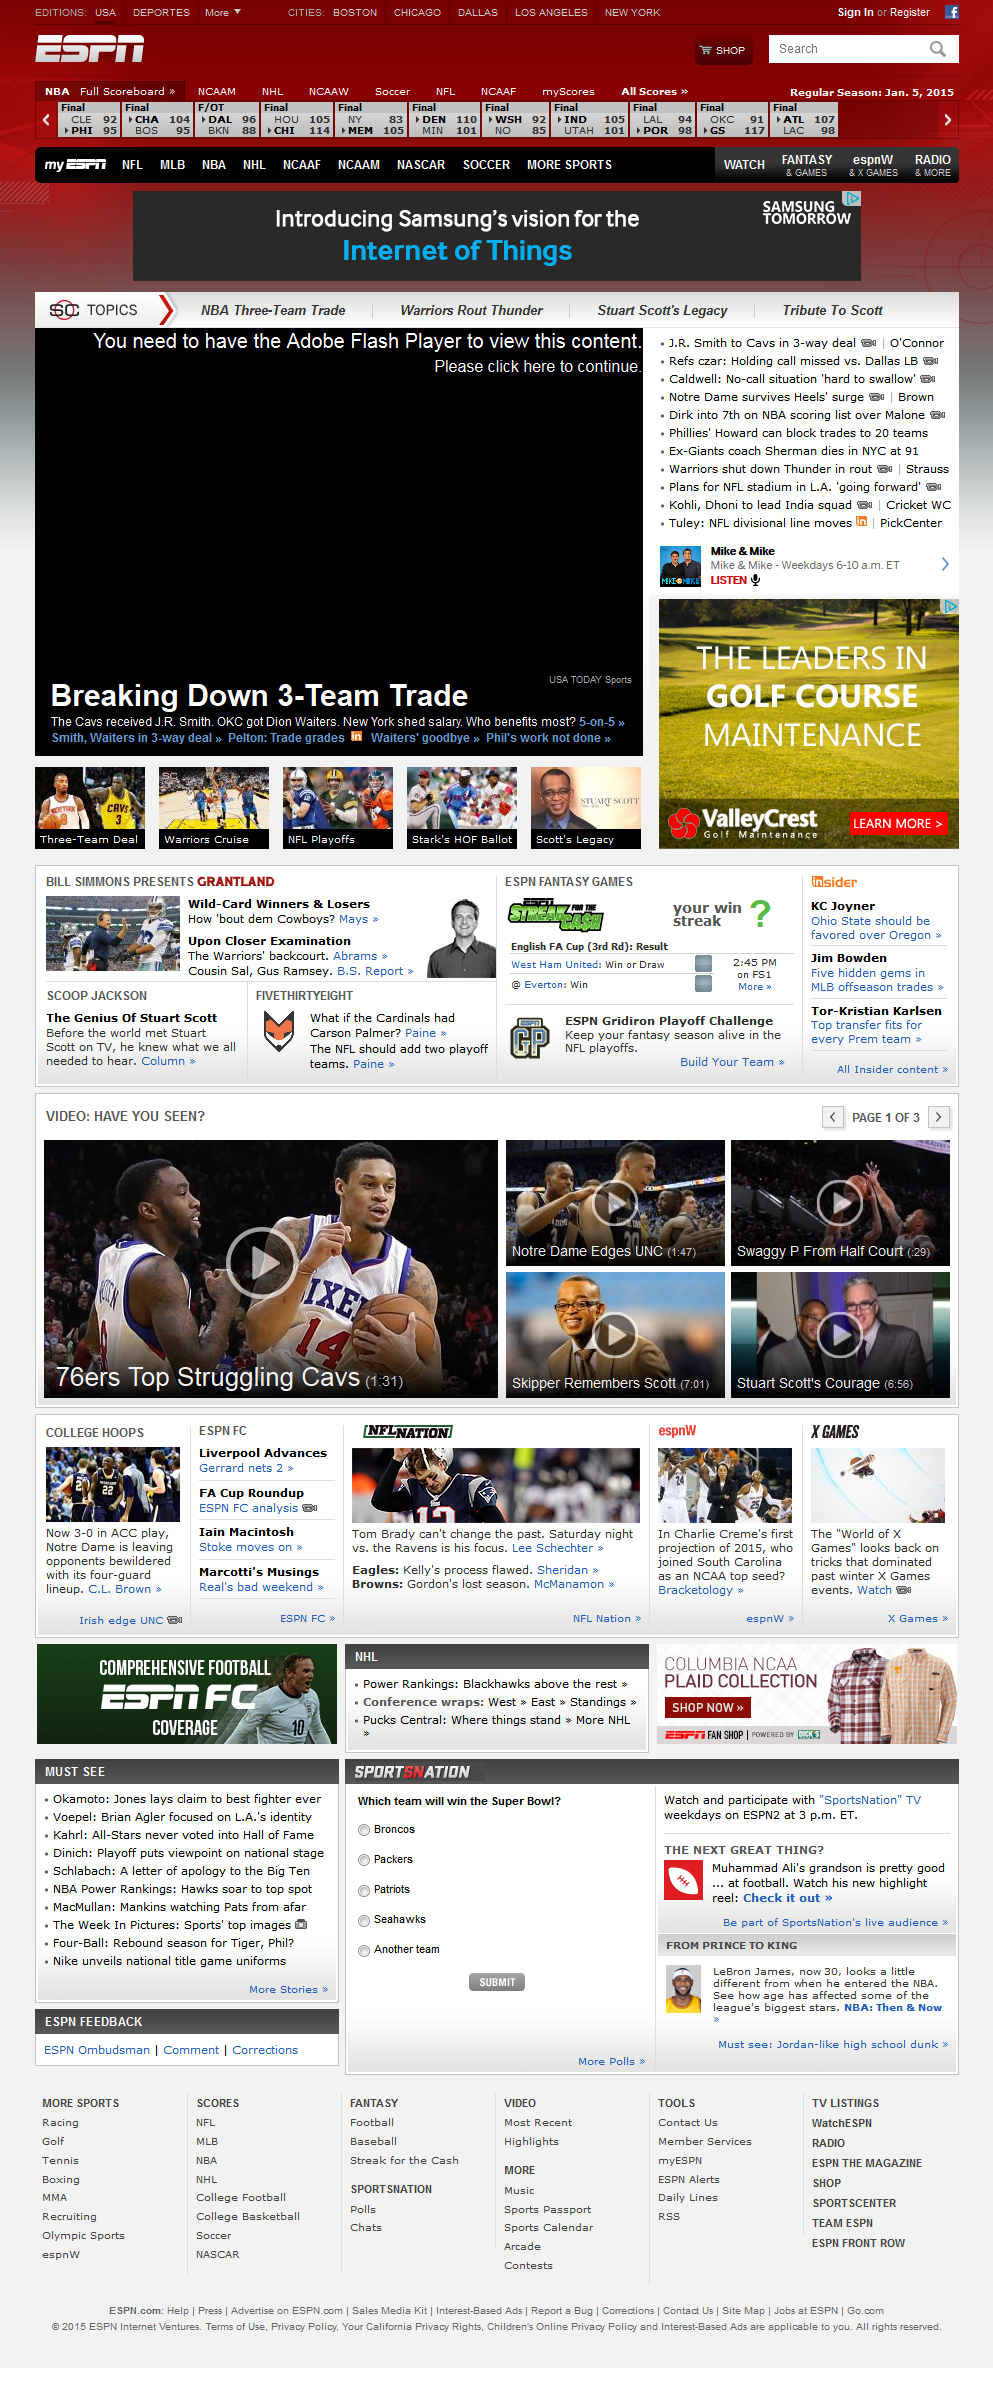 EDITIONS: USA DEPORTES More CITIES: BOSTON CHICAGO DALLAS LOS ANGELES NEW YORK Sign In or Register
ESPN SHOP Search
NBA Full Scoreboard » NCAAM NHL NCAAW Soccer NFL NCAAF myScores All Scores » Regular Season: Jan. 5, 2015
Final Final F/OT Final Final Final Final Final Final Final Final
CLE 92 CHA 104 DAL 96 HOU 105 NY 83 DEN 110 WSH 92 IND 105 LAL 94 OKC 91 ATL 107
PHI 95 BOS 95 BKN 88 CHI 114 MEM 105 MIN 101 NO 85 UTAH 101 POR 98 GS 117 LAC 98
my ESPN NFL MLB NBA NHL NCAAF NCAAM NASCAR SOCCER MORE SPORTS WATCH FANTASY & GAMES espnW & X GAMES RADIO & MORE
Introducing Samsung's vision for the
Internet of Things
SAMSUNG
TOMORROW
SC TOPICS NBA Three-Team Trade Warriors Rout Thunder Stuart Scott's Legacy Tribute To Scott
You need to have the Adobe Flash Player to view this content.
Please click here to continue.
USA TODAY Sports
Breaking Down 3-Team Trade
The Cavs received J.R. Smith. OKC got Dion Waiters. New York shed salary. Who benefits most? 5-on-5 »
Smith, Waiters in 3-way deal » Pelton: Trade grades in Waiters' goodbye » Phil's work not done »
Three-Team Deal
Warriors Cruise
NFL Playoffs
Stark's HOF Ballot
STUART SCOTT
Scott's Legacy
J.R. Smith to Cavs in 3-way deal | O'Connor
Refs czar: Holding call missed vs. Dallas LB
Caldwell: No-call situation 'hard to swallow'
Notre Dame survives Heels' surge | Brown
Dirk into 7th on NBA scoring list over Malone
Phillies' Howard can block trades to 20 teams
Ex-Giants coach Sherman dies in NYC at 91
Warriors shut down Thunder in rout | Strauss
Plans for NFL stadium in L.A. 'going forward'
Kohli, Dhoni to lead India squad | Cricket WC
Tuley: NFL divisional line moves in | PickCenter
Mike & Mike
Mike & Mike - Weekdays 6-10 a.m. ET
LISTEN
THE LEADERS IN
GOLF COURSE
MAINTENANCE
ValleyCrest
Golf Maintenance
LEARN MORE >
BILL SIMMONS PRESENTS GRANTLAND
Wild-Card Winners & Losers
How 'bout dem Cowboys? Mays »
Upon Closer Examination
The Warriors' backcourt. Abrams »
Cousin Sal, Gus Ramsey. B.S. Report »
SCOOP JACKSON
The Genius Of Stuart Scott
Before the world met Stuart
Scott on TV, he knew what we all
needed to hear. Column »
FIVETHIRTYEIGHT
What if the Cardinals had
Carson Palmer? Paine »
The NFL should add two playoff
teams. Paine »
ESPN FANTASY GAMES
STREAK FOR THE CASH
your win
streak ?
English FA Cup (3rd Rd): Result
West Ham United: Win or Draw
@ Everton: Win
2:45 PM
on FS1
More »
GP
ESPN Gridiron Playoff Challenge
Keep your fantasy season alive in the
NFL playoffs.
Build Your Team »
insider
KC Joyner
Ohio State should be
favored over Oregon »
Jim Bowden
Five hidden gems in
MLB offseason trades »
Tor-Kristian Karlsen
Top transfer fits for
every Prem team »
All Insider content »
VIDEO: HAVE YOU SEEN? PAGE 1 OF 3
76ers Top Struggling Cavs (1:31)
Notre Dame Edges UNC (1:47)
Swaggy P From Half Court (:29)
Skipper Remembers Scott (7:01)
Stuart Scott's Courage (6:56)
COLLEGE HOOPS
Now 3-0 in ACC play,
Notre Dame is leaving
opponents bewildered
with its four-guard
lineup. C.L. Brown »
Irish edge UNC
ESPN FC
Liverpool Advances
Gerrard nets 2 »
FA Cup Roundup
ESPN FC analysis
Iain Macintosh
Stoke moves on »
Marcotti's Musings
Real's bad weekend »
ESPN FC »
NFL NATION
Tom Brady can't change the past. Saturday night
vs. the Ravens is his focus. Lee Schechter »
Eagles: Kelly's process flawed. Sheridan »
Browns: Gordon's lost season. McManamon »
NFL Nation »
espnW
In Charlie Creme's first
projection of 2015, who
joined South Carolina
as an NCAA top seed?
Bracketology »
espnW »
X GAMES
The "World of X
Games" looks back on
tricks that dominated
past winter X Games
events. Watch
X Games »
COMPREHENSIVE FOOTBALL
ESPN FC
COVERAGE
NHL
Power Rankings: Blackhawks above the rest »
Conference wraps: West » East » Standings »
Pucks Central: Where things stand » More NHL
»
COLUMBIA NCAA
PLAID COLLECTION
SHOP NOW »
ESPN FAN SHOP | POWERED BY DICK'S
MUST SEE
Okamoto: Jones lays claim to best fighter ever
Voepel: Brian Agler focused on L.A.'s identity
Kahrl: All-Stars never voted into Hall of Fame
Dinich: Playoff puts viewpoint on national stage
Schlabach: A letter of apology to the Big Ten
NBA Power Rankings: Hawks soar to top spot
MacMullan: Mankins watching Pats from afar
The Week In Pictures: Sports' top images
Four-Ball: Rebound season for Tiger, Phil?
Nike unveils national title game uniforms
More Stories »
ESPN FEEDBACK
ESPN Ombudsman | Comment | Corrections
SPORTSNATION
Which team will win the Super Bowl?
Broncos
Packers
Patriots
Seahawks
Another team
SUBMIT
More Polls »
Watch and participate with "SportsNation" TV
weekdays on ESPN2 at 3 p.m. ET.
THE NEXT GREAT THING?
Muhammad Ali's grandson is pretty good
... at football. Watch his new highlight
reel: Check it out »
Be part of SportsNation's live audience »
FROM PRINCE TO KING
LeBron James, now 30, looks a little
different from when he entered the NBA.
See how age has affected some of the
league's biggest stars. NBA: Then & Now
»
Must see: Jordan-like high school dunk »
MORE SPORTS
Racing
Golf
Tennis
Boxing
MMA
Recruiting
Olympic Sports
espnW
SCORES
NFL
MLB
NBA
NHL
College Football
College Basketball
Soccer
NASCAR
FANTASY
Football
Baseball
Streak for the Cash
SPORTSNATION
Polls
Chats
VIDEO
Most Recent
Highlights
MORE
Music
Sports Passport
Sports Calendar
Arcade
Contests
TOOLS
Contact Us
Member Services
myESPN
ESPN Alerts
Daily Lines
RSS
TV LISTINGS
WatchESPN
RADIO
ESPN THE MAGAZINE
SHOP
SPORTSCENTER
TEAM ESPN
ESPN FRONT ROW
ESPN.com: Help | Press | Advertise on ESPN.com | Sales Media Kit | Interest-Based Ads | Report a Bug | Corrections | Contact Us | Site Map | Jobs at ESPN | Go.com
© 2015 ESPN Internet Ventures. Terms of Use, Privacy Policy, Your California Privacy Rights, Children's Online Privacy Policy and Interest-Based Ads are applicable to you. All rights reserved.